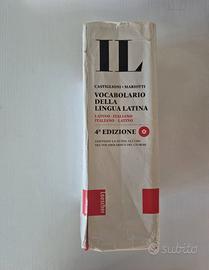 IL
CASTIGLIONI • MARIOTTI
VOCABOLARIO
DELLA
LINGUA LATINA
LATINO - ITALIANO
ITALIANO - LATINO
4ª EDIZIONE
Loescher
subito